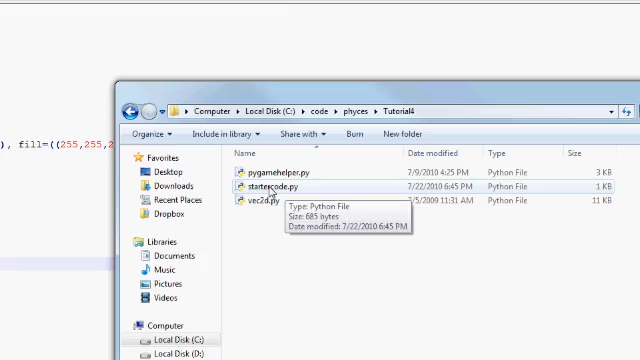 Computer ▸ Local Disk (C:) ▸ code ▸ phyces ▸ Tutorial4
), fill=((255,255,2
Organize Include in library Share with Burn New folder
Favorites Name Date modified Type Size
Desktop pygamehelper.py 7/9/2010 4:25 PM Python File 3 KB
Downloads startercode.py 7/22/2010 6:45 PM Python File 1 KB
Recent Places vec2d.py /5/2009 11:31 AM Python File 11 KB
Type: Python File
Dropbox Size: 685 bytes
Date modified: 7/22/2010 6:45 PM
Libraries
Documents
Music
Pictures
Videos
Computer
Local Disk (C:)
Local Disk (D:)